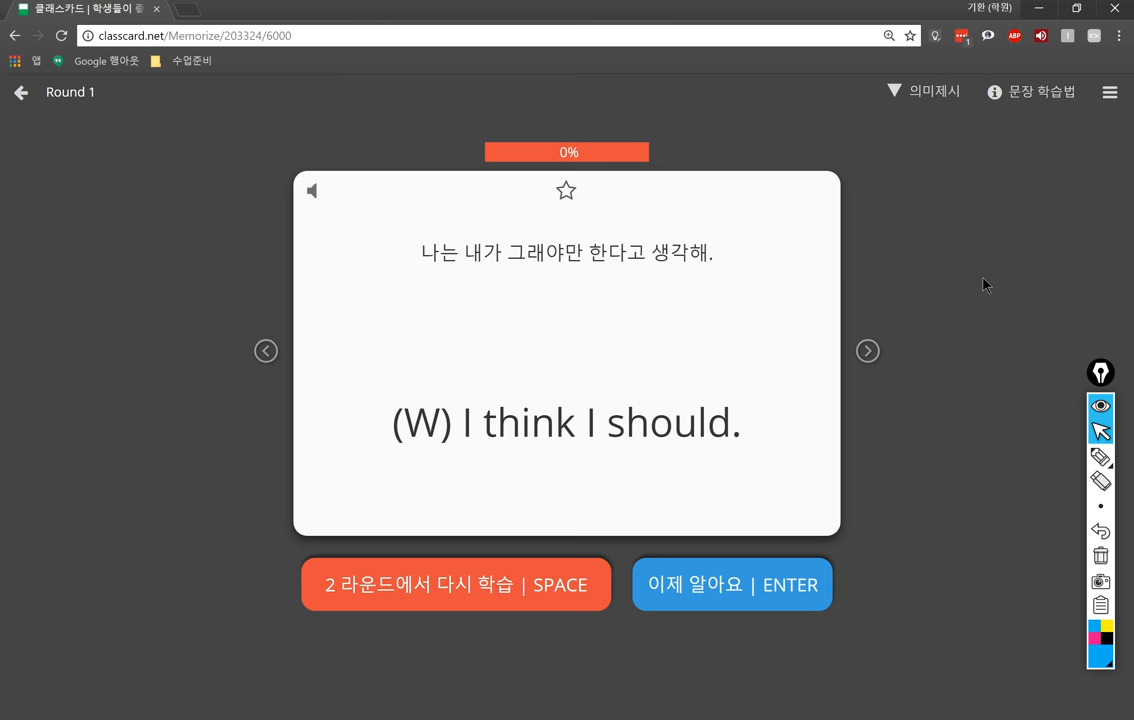 클래스카드 | 학생들이 좋
기환 (학원)
classcard.net/Memorize/203324/6000
1
ABP
앱
Google 행아웃
수업준비
Round 1
의미제시
문장 학습법
0%
나는 내가 그래야만 한다고 생각해.
(W) I think I should.
2 라운드에서 다시 학습 | SPACE
이제 알아요 | ENTER